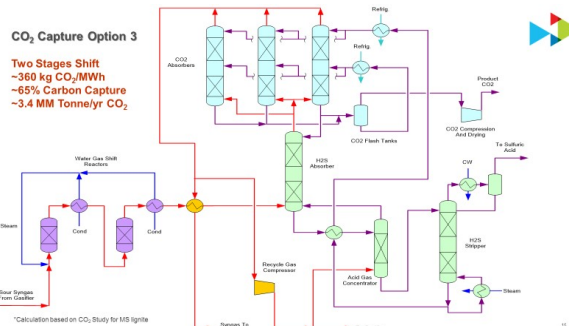 CO2 Capture Option 3
Two Stages Shift
~360 kg CO2/MWh
~65% Carbon Capture
~3.4 MM Tonne/yr CO2
Refrig
Refrig
CO2
Absorbers
Product
CO2
CO2 Compression
And Drying
CO2 Flash Tanks
To Sulfuric
Acid
Water Gas Shift
Reactors
H2S
Absorber
CW
Steam
Cond
Cond
H2S
Stripper
Recycle Gas
Compressor
Acid Gas
Concentrator
Steam
Sour Syngas
From Gasifier
Syngas To
*Calculation based on CO2 Study for MS lignite